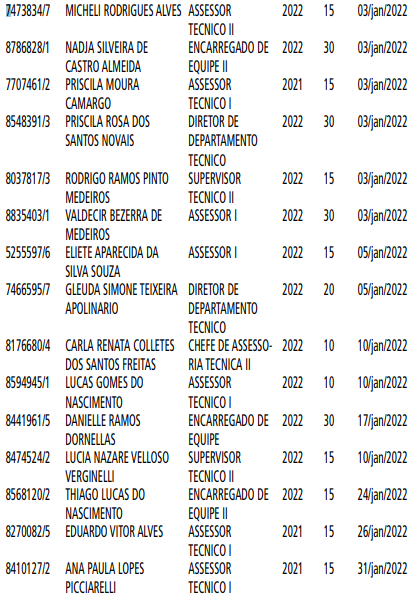 7473834/7 MICHELI RODRIGUES ALVES ASSESSOR 2022 15 03/jan/2022
TECNICO II
8786828/1 NADJA SILVEIRA DE ENCARREGADO DE 2022 30 03/jan/2022
CASTRO ALMEIDA EQUIPE II
7707461/2 PRISCILA MOURA ASSESSOR 2021 15 03/jan/2022
CAMARGO TECNICO I
8548391/3 PRISCILA ROSA DOS DIRETOR DE 2022 30 03/jan/2022
SANTOS NOVAIS DEPARTAMENTO
TECNICO
8037817/3 RODRIGO RAMOS PINTO SUPERVISOR 2022 15 03/jan/2022
MEDEIROS TECNICO II
8835403/1 VALDECIR BEZERRA DE ASSESSOR I 2022 30 03/jan/2022
MEDEIROS
5255597/6 ELIETE APARECIDA DA ASSESSOR I 2022 15 05/jan/2022
SILVA SOUZA
7466595/7 GLEUDA SIMONE TEIXEIRA DIRETOR DE 2022 20 05/jan/2022
APOLINARIO DEPARTAMENTO
TECNICO
8176680/4 CARLA RENATA COLLETES CHEFE DE ASSESSO- 2022 10 10/jan/2022
DOS SANTOS FREITAS RIA TECNICA II
8594945/1 LUCAS GOMES DO ASSESSOR 2022 10 10/jan/2022
NASCIMENTO TECNICO I
8441961/5 DANIELLE RAMOS ENCARREGADO DE 2022 30 17/jan/2022
DORNELLAS EQUIPE
8474524/2 LUCIA NAZARE VELLOSO SUPERVISOR 2022 15 10/jan/2022
VERGINELLI TECNICO II
8568120/2 THIAGO LUCAS DO ENCARREGADO DE 2022 15 24/jan/2022
NASCIMENTO EQUIPE II
8270082/5 EDUARDO VITOR ALVES ASSESSOR 2021 15 26/jan/2022
TECNICO I
8410127/2 ANA PAULA LOPES ASSESSOR 2021 15 31/jan/2022
PICCIARELLI TECNICO I